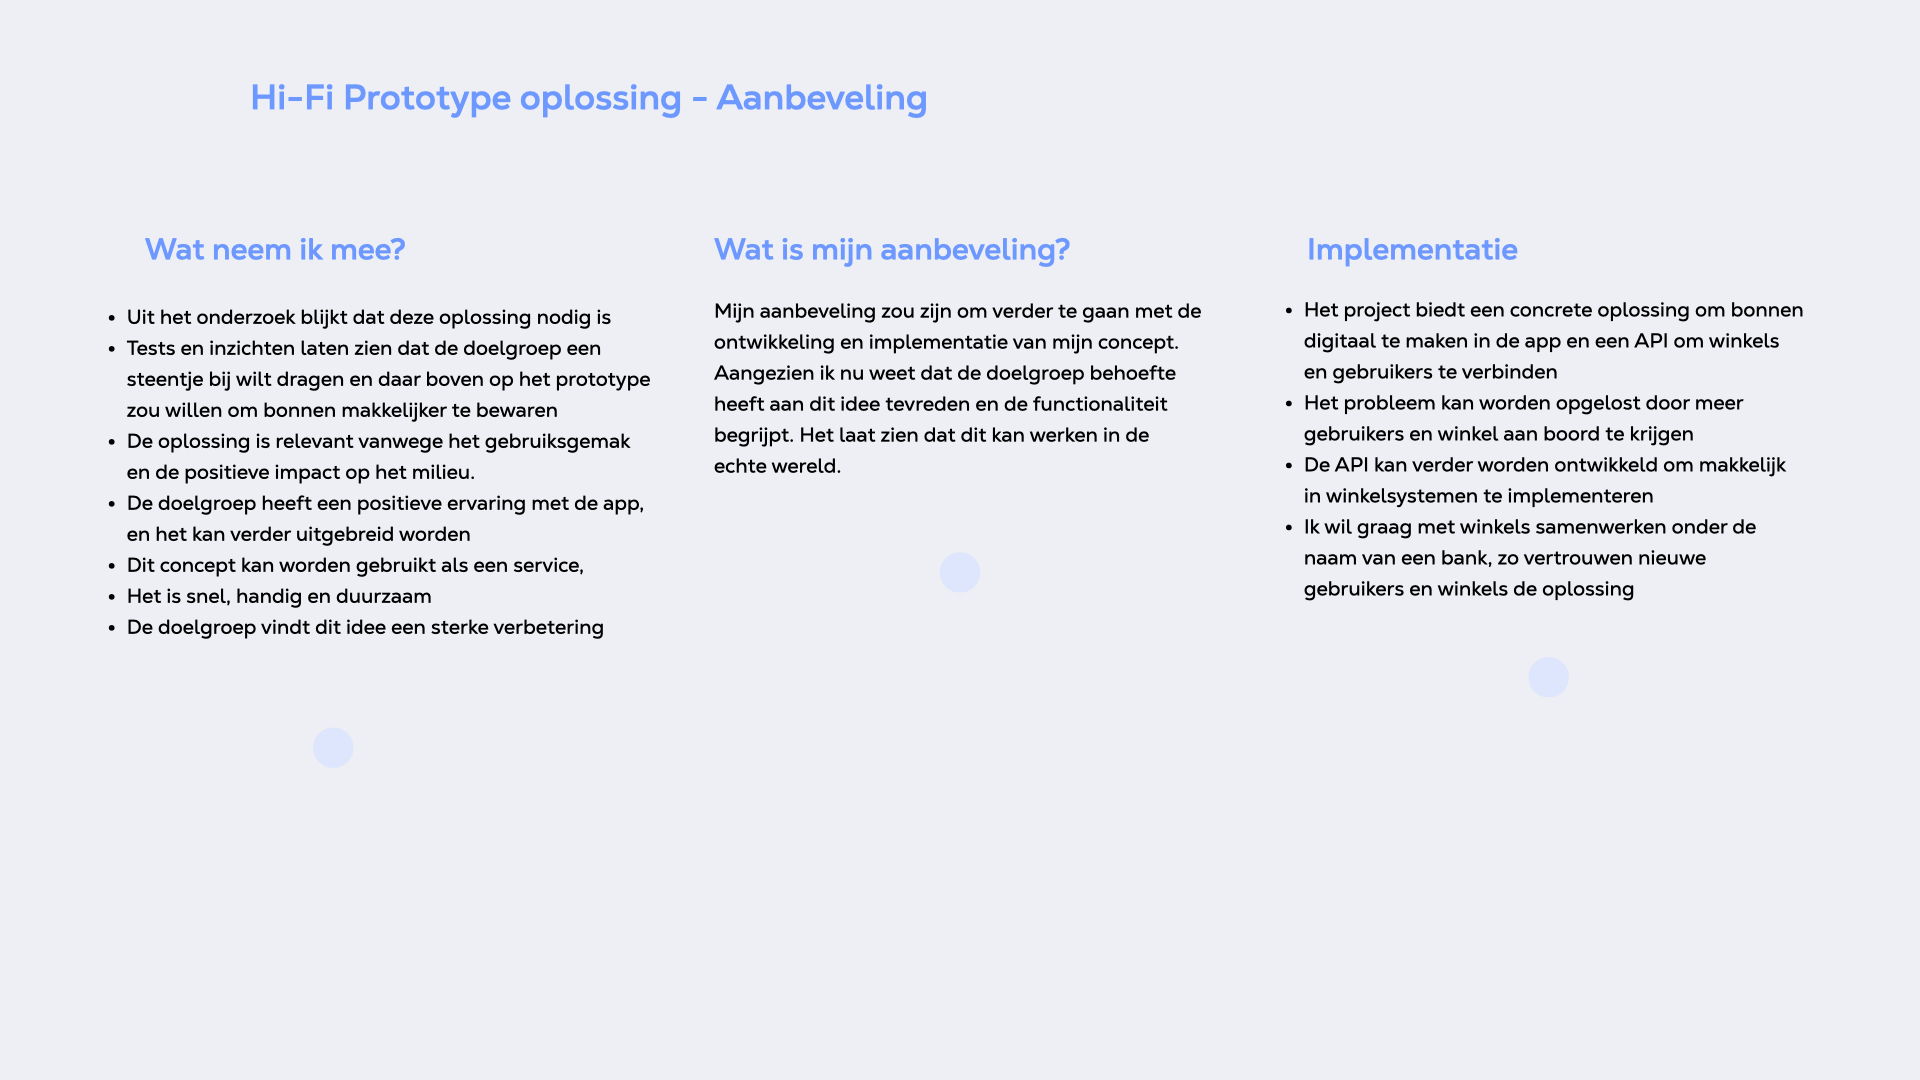 Hi-Fi Prototype oplossing - Aanbeveling
Wat neem ik mee?
• Uit het onderzoek blijkt dat deze oplossing nodig is
• Tests en inzichten laten zien dat de doelgroep een
steentje bij wilt dragen en daar boven op het prototype
zou willen om bonnen makkelijker te bewaren
• De oplossing is relevant vanwege het gebruiksgemak
en de positieve impact op het milieu.
• De doelgroep heeft een positieve ervaring met de app,
en het kan verder uitgebreid worden
• Dit concept kan worden gebruikt als een service,
• Het is snel, handig en duurzaam
• De doelgroep vindt dit idee een sterke verbetering
Wat is mijn aanbeveling?
Mijn aanbeveling zou zijn om verder te gaan met de
ontwikkeling en implementatie van mijn concept.
Aangezien ik nu weet dat de doelgroep behoefte
heeft aan dit idee tevreden en de functionaliteit
begrijpt. Het laat zien dat dit kan werken in de
echte wereld.
Implementatie
• Het project biedt een concrete oplossing om bonnen
digitaal te maken in de app en een API om winkels
en gebruikers te verbinden
• Het probleem kan worden opgelost door meer
gebruikers en winkel aan boord te krijgen
• De API kan verder worden ontwikkeld om makkelijk
in winkelsystemen te implementeren
• Ik wil graag met winkels samenwerken onder de
naam van een bank, zo vertrouwen nieuwe
gebruikers en winkels de oplossing